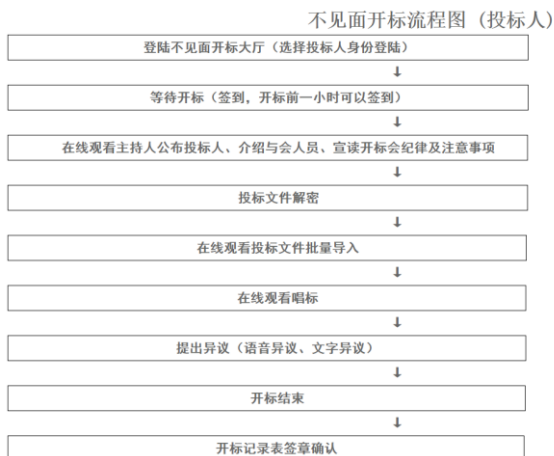 不见面开标流程图（投标人）
登陆不见面开标大厅（选择投标人身份登陆）
↓
等待开标（签到，开标前一小时可以签到）
↓
在线观看主持人公布投标人、介绍与会人员、宣读开标会纪律及注意事项
↓
投标文件解密
↓
在线观看投标文件批量导入
↓
在线观看唱标
↓
提出异议（语音异议、文字异议）
↓
开标结束
↓
开标记录表签章确认